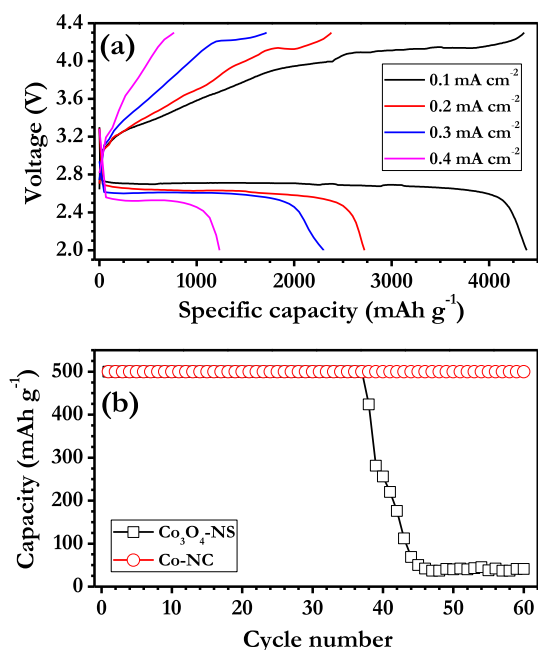 (a)
4.4
4.0
3.6
3.2
2.8
2.4
2.0
Voltage (V)
0.1 mA cm⁻²
0.2 mA cm⁻²
0.3 mA cm⁻²
0.4 mA cm⁻²
0 1000 2000 3000 4000
Specific capacity (mAh g⁻¹)
(b)
500
400
300
200
100
0
Capacity (mAh g⁻¹)
Co₃O₄-NS
Co-NC
0 10 20 30 40 50 60
Cycle number